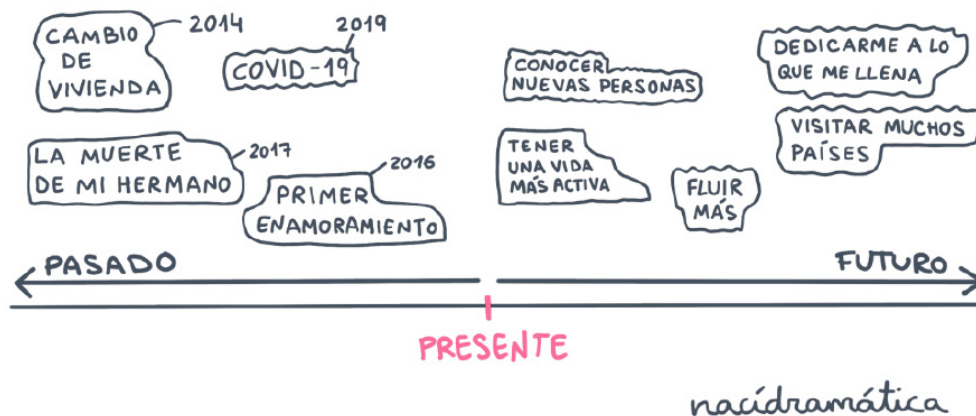 CAMBIO
DE
VIVIENDA
2014
COVID-19
2019
LA MUERTE
DE MI HERMANO
2017
PRIMER
ENAMORAMIENTO
2016
CONOCER
NUEVAS PERSONAS
DEDICARME A LO
QUE ME LLENA
TENER
UNA VIDA
MÁS ACTIVA
FLUIR
MÁS
VISITAR MUCHOS
PAÍSES
PASADO
FUTURO
PRESENTE
nacídramática